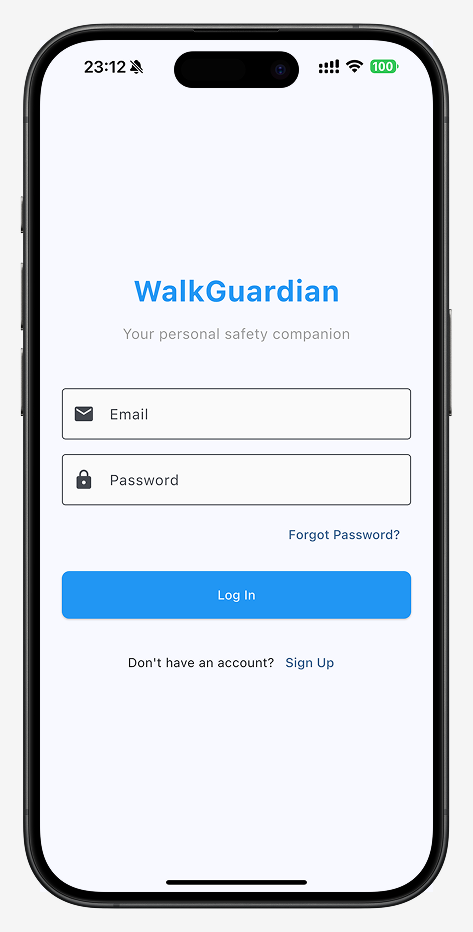 23:12
100
WalkGuardian
Your personal safety companion
Email
Password
Forgot Password?
Log In
Don't have an account? Sign Up